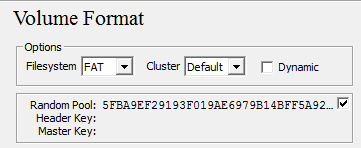 Volume Format
Options
Filesystem FAT Cluster Default Dynamic
Random Pool: 5FBA9EF29193F019AE6979B14BFF5A92...
Header Key:
Master Key: